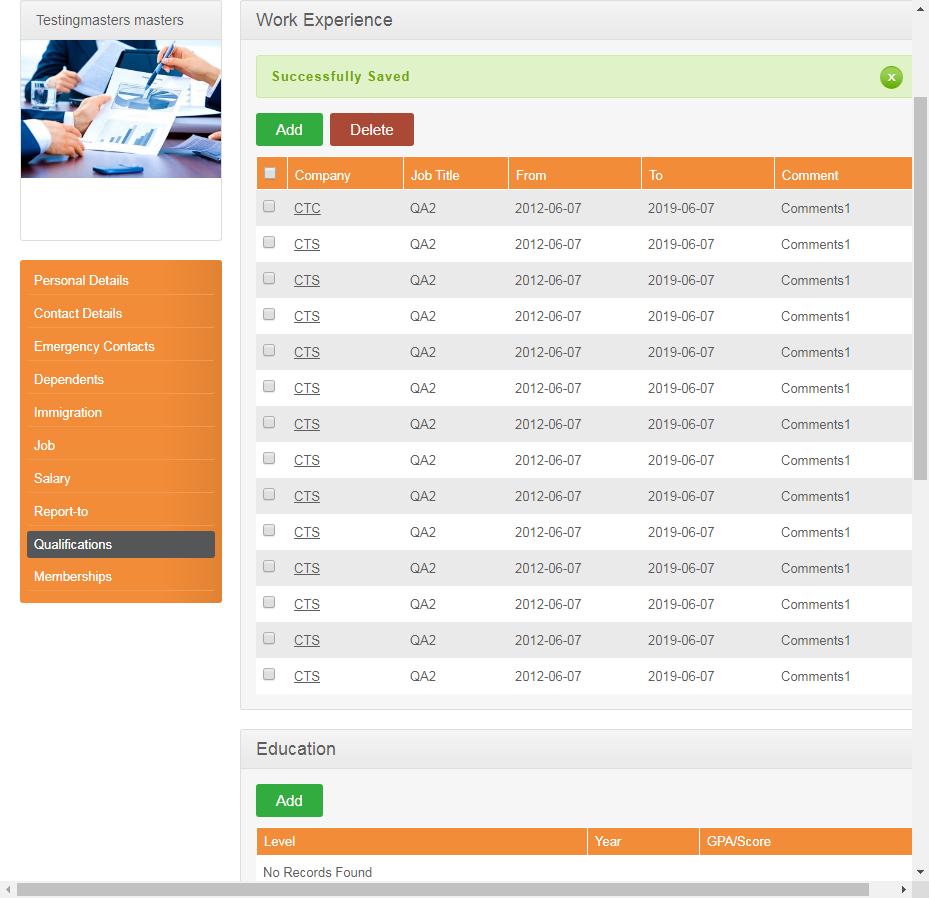 Testingmasters masters
Work Experience
Successfully Saved
x
Add Delete
Company Job Title From To Comment
CTC QA2 2012-06-07 2019-06-07 Comments1
CTS QA2 2012-06-07 2019-06-07 Comments1
CTS QA2 2012-06-07 2019-06-07 Comments1
CTS QA2 2012-06-07 2019-06-07 Comments1
CTS QA2 2012-06-07 2019-06-07 Comments1
CTS QA2 2012-06-07 2019-06-07 Comments1
CTS QA2 2012-06-07 2019-06-07 Comments1
CTS QA2 2012-06-07 2019-06-07 Comments1
CTS QA2 2012-06-07 2019-06-07 Comments1
CTS QA2 2012-06-07 2019-06-07 Comments1
CTS QA2 2012-06-07 2019-06-07 Comments1
CTS QA2 2012-06-07 2019-06-07 Comments1
CTS QA2 2012-06-07 2019-06-07 Comments1
CTS QA2 2012-06-07 2019-06-07 Comments1
Personal Details
Contact Details
Emergency Contacts
Dependents
Immigration
Job
Salary
Report-to
Qualifications
Memberships
Education
Add
Level Year GPA/Score
No Records Found